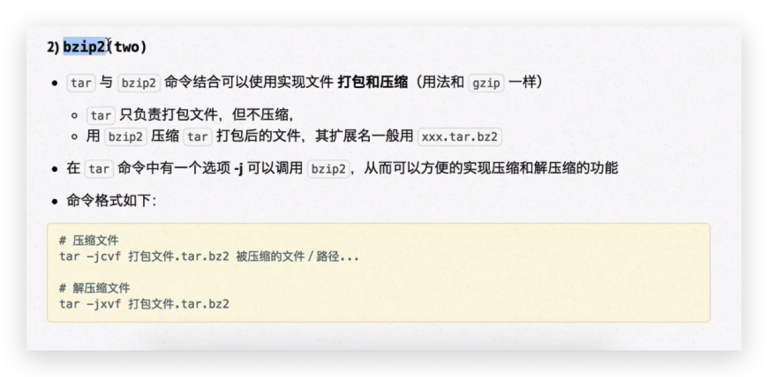 2) bzip2(two)
tar 与 bzip2 命令结合可以使用实现文件 打包和压缩（用法和 gzip 一样）
tar 只负责打包文件，但不压缩，
用 bzip2 压缩 tar 打包后的文件，其扩展名一般用 xxx.tar.bz2
在 tar 命令中有一个选项 -j 可以调用 bzip2，从而可以方便的实现压缩和解压缩的功能
命令格式如下：
# 压缩文件
tar -jcvf 打包文件.tar.bz2 被压缩的文件／路径...
# 解压缩文件
tar -jxvf 打包文件.tar.bz2